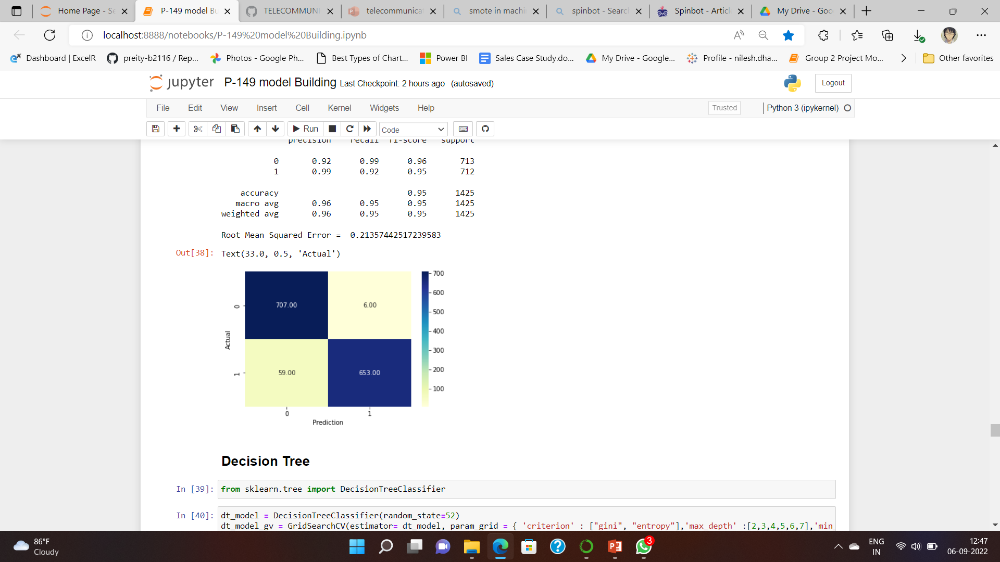 Home Page - Se
P-149 model Bu
TELECOMMUNI
telecommunicat
smote in machi
spinbot - Search
Spinbot - Article
My Drive - Goo
localhost:8888/notebooks/P-149%20model%20Building.ipynb
Dashboard | ExcelR
preity-b2116 / Rep...
Photos - Google Ph...
Best Types of Chart...
Power BI
Sales Case Study.do...
My Drive - Google...
Profile - nilesh.dha...
Group 2 Project Mo...
Other favorites
jupyter P-149 model Building Last Checkpoint: 2 hours ago (autosaved)
Logout
File Edit View Insert Cell Kernel Widgets Help
Trusted
Python 3 (ipykernel)
Run
Code
precision recall f1-score support
0 0.92 0.99 0.96 713
1 0.99 0.92 0.95 712
accuracy 0.95 1425
macro avg 0.96 0.95 0.95 1425
weighted avg 0.96 0.95 0.95 1425
Root Mean Squared Error = 0.21357442517239583
Out[38]: Text(33.0, 0.5, 'Actual')
707.00 6.00
59.00 653.00
0
1
Actual
0 1
Prediction
700
600
500
400
300
200
100
Decision Tree
In [39]: from sklearn.tree import DecisionTreeClassifier
In [40]: dt_model = DecisionTreeClassifier(random_state=52)
dt_model_gv = GridSearchCV(estimator= dt_model, param_grid = { 'criterion' : ["gini", "entropy"],'max_depth' :[2,3,4,5,6,7],'min_
86°F
Cloudy
3
ENG
IN
12:47
06-09-2022